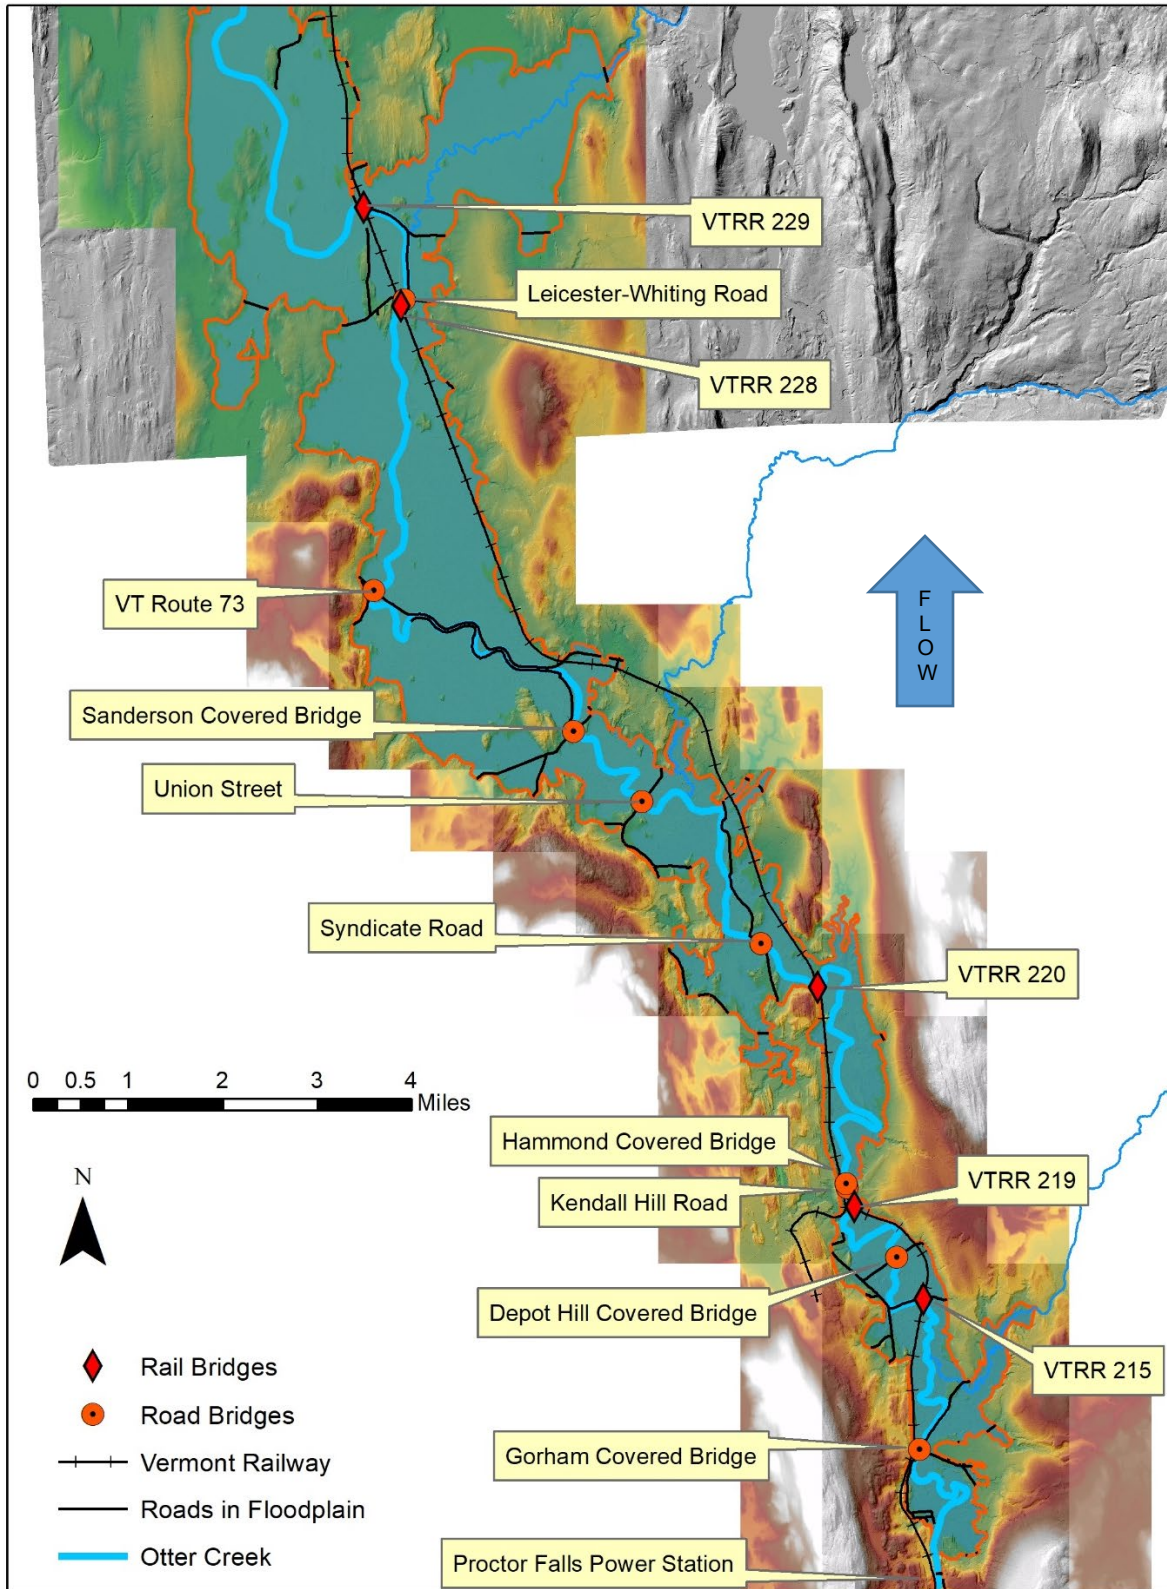 VTRR 229
Leicester-Whiting Road
VTRR 228
F
L
O
W
VT Route 73
Sanderson Covered Bridge
Union Street
Syndicate Road
VTRR 220
0 0.5 1 2 3 4
Miles
Hammond Covered Bridge
VTRR 219
Kendall Hill Road
N
Depot Hill Covered Bridge
VTRR 215
Rail Bridges
Road Bridges
Gorham Covered Bridge
Vermont Railway
Roads in Floodplain
Otter Creek
Proctor Falls Power Station